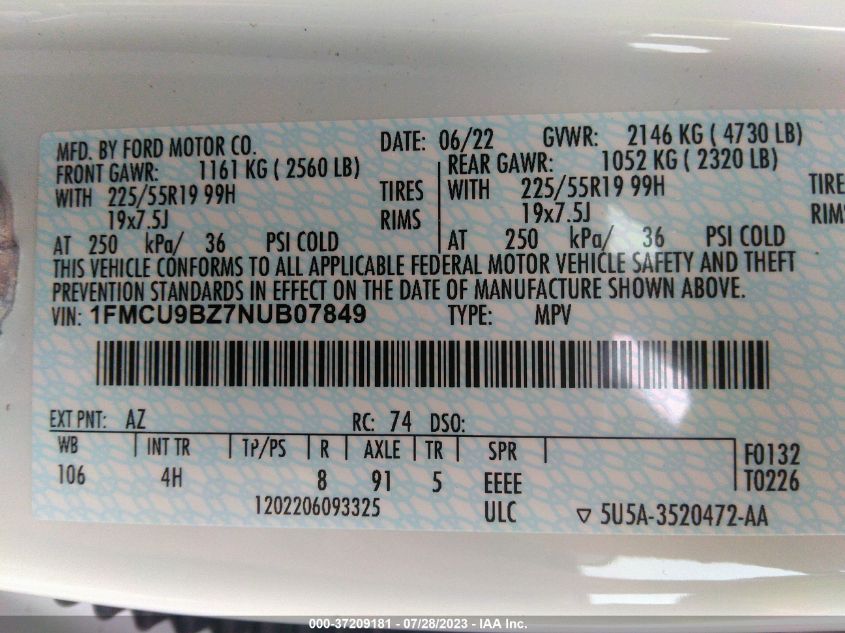 MFD. BY FORD MOTOR CO. DATE: 06/22 GVWR: 2146 KG ( 4730 LB)
FRONT GAWR: 1161 KG ( 2560 LB) REAR GAWR: 1052 KG ( 2320 LB)
WITH 225/55R19 99H TIRES WITH 225/55R19 99H TIRE
19x7.5J RIMS 19x7.5J RIMS
AT 250 kPa/ 36 PSI COLD AT 250 kPa/ 36 PSI COLD
THIS VEHICLE CONFORMS TO ALL APPLICABLE FEDERAL MOTOR VEHICLE SAFETY AND THEFT
PREVENTION STANDARDS IN EFFECT ON THE DATE OF MANUFACTURE SHOWN ABOVE.
VIN: 1FMCU9BZ7NUB07849 TYPE: MPV
EXT PNT: AZ RC: 74 DSO:
WB INT TR TP/PS R AXLE TR SPR F0132
106 4H 8 91 5 EEEE T0226
1202206093325 ULC ▽ 5U5A-3520472-AA
000-37209181 - 07/28/2023 - IAA Inc.